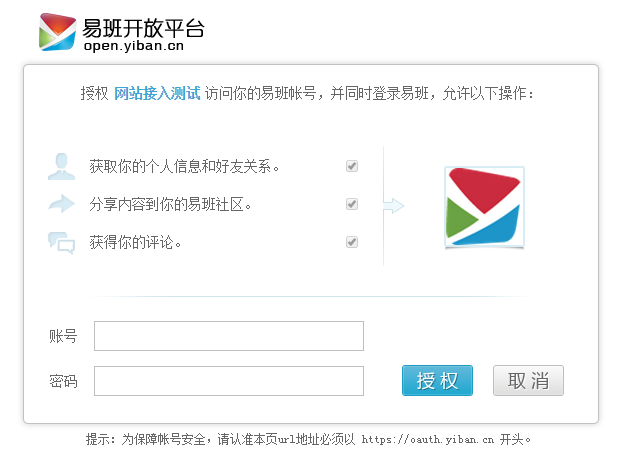 易班开放平台
open.yiban.cn
授权 网站接入测试 访问你的易班帐号，并同时登录易班，允许以下操作：
获取你的个人信息和好友关系。
分享内容到你的易班社区。
获得你的评论。
账号
密码
授权 取消
提示：为保障帐号安全，请认准本页url地址必须以 https://oauth.yiban.cn 开头。